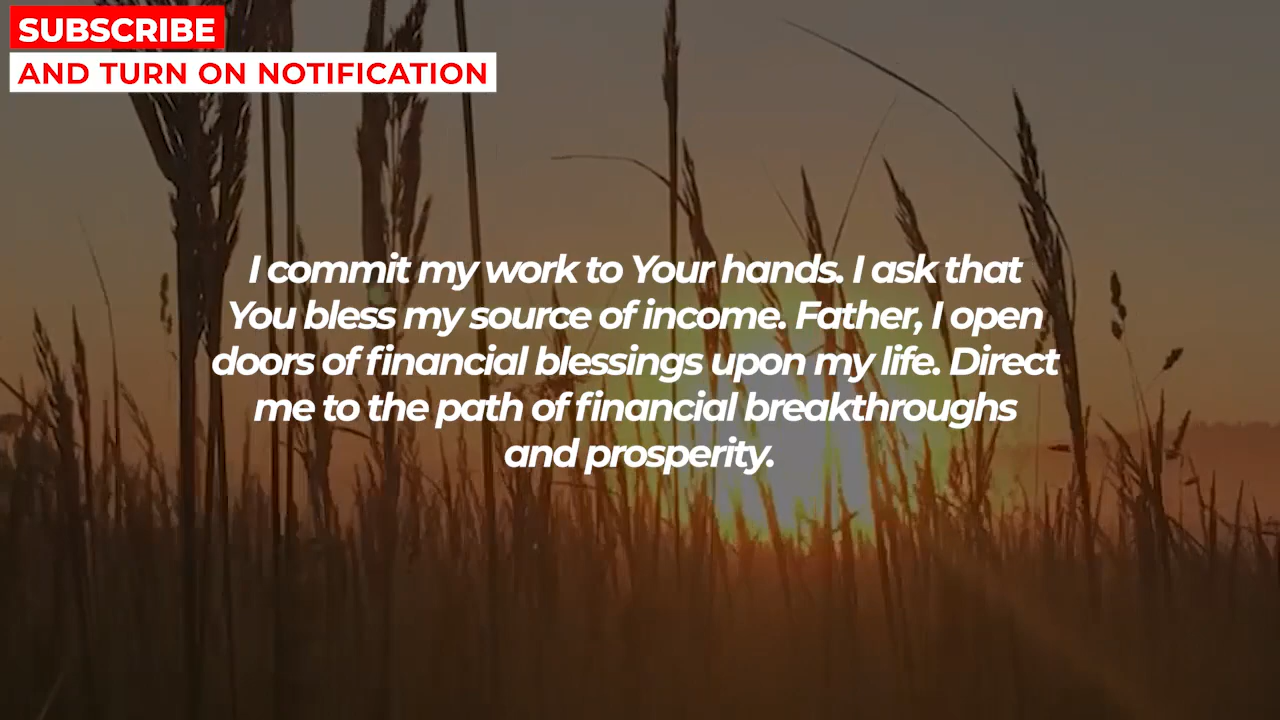 SUBSCRIBE
AND TURN ON NOTIFICATION
I commit my work to Your hands. I ask that
You bless my source of income. Father, I open
doors of financial blessings upon my life. Direct
me to the path of financial breakthroughs
and prosperity.